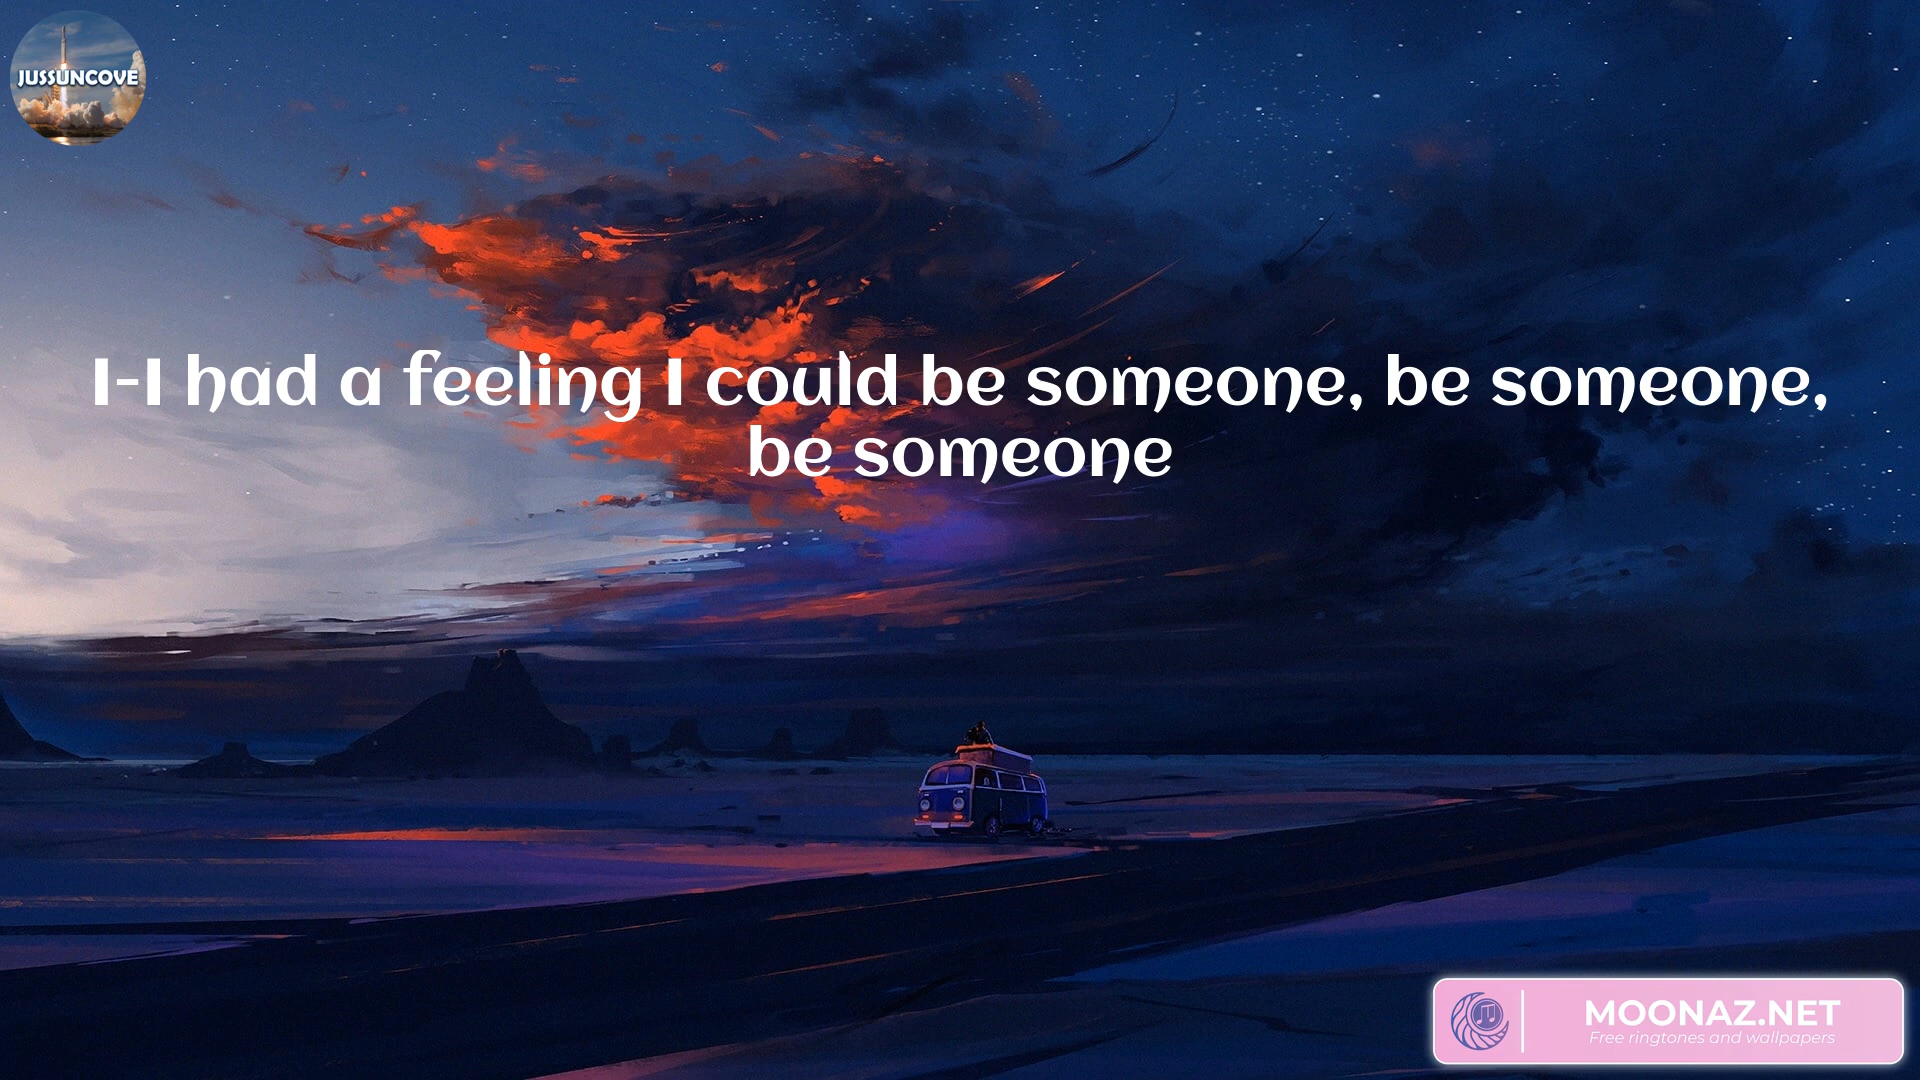 JUSSUNCOVE
I-I had a feeling I could be someone, be someone,
be someone
MOONAZ.NET
Free ringtones and wallpapers